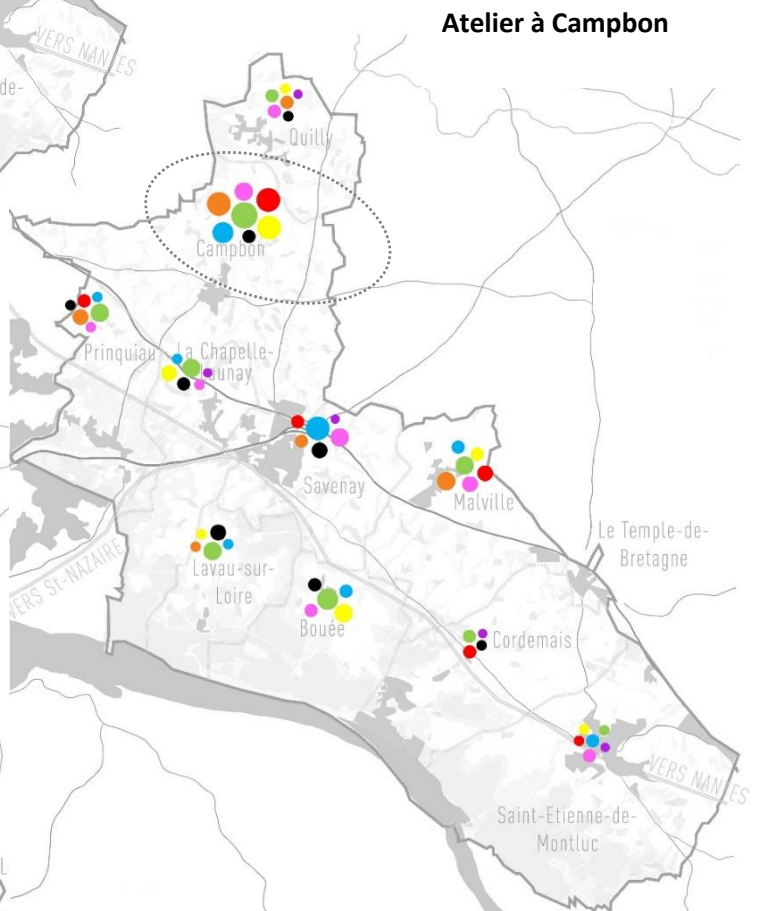 Atelier à Campbon
VERS NANTES
de-
Quilly
Campbon
Prinquiau
La Chapelle-
Launay
Savenay
Malville
Le Temple-de-
Bretagne
VERS St-NAZAIRE
Lavau-sur-
Loire
Bouée
Cordemais
VERS NANTES
Saint-Etienne-de-
Montluc
L